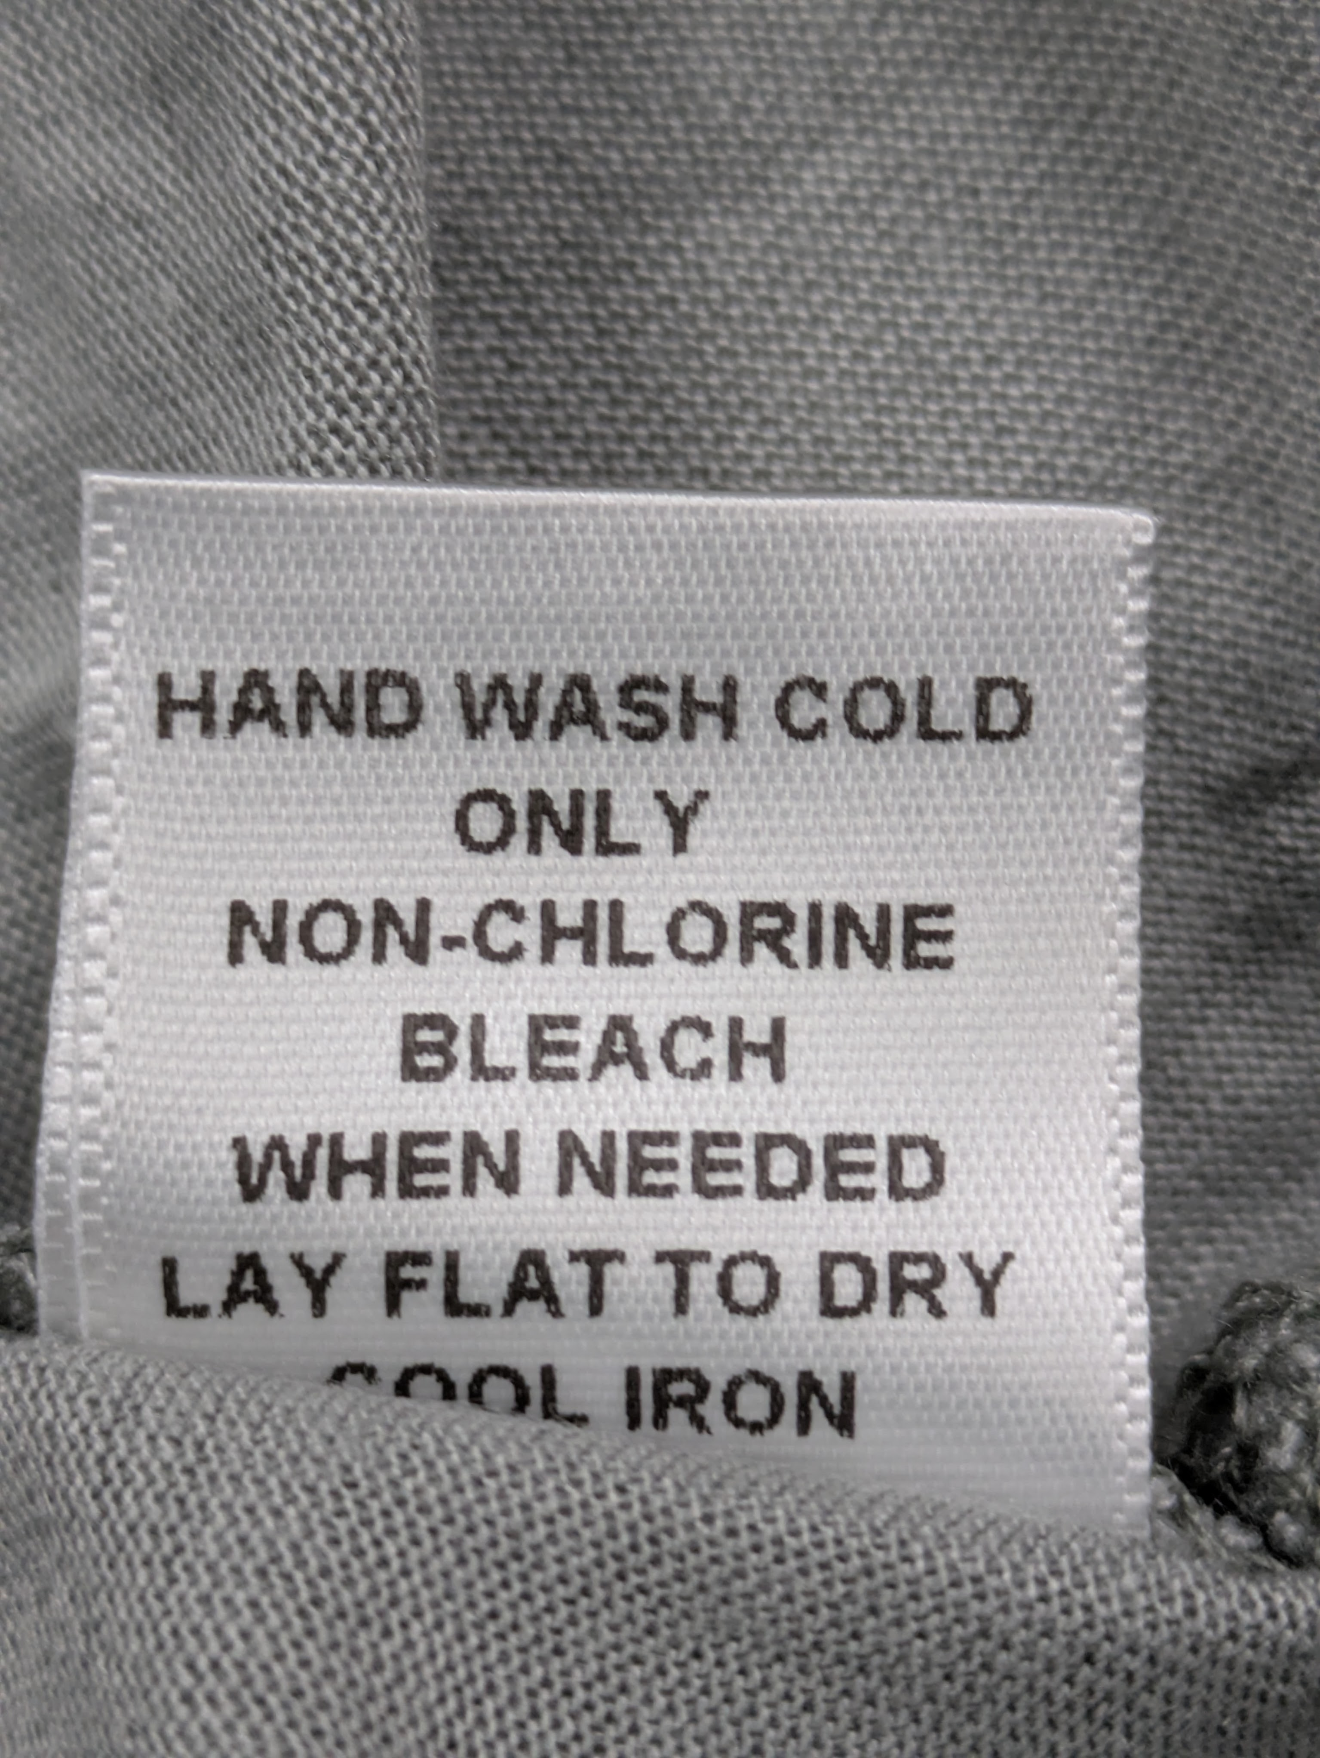 HAND WASH COLD
ONLY
NON-CHLORINE
BLEACH
WHEN NEEDED
LAY FLAT TO DRY
COOL IRON